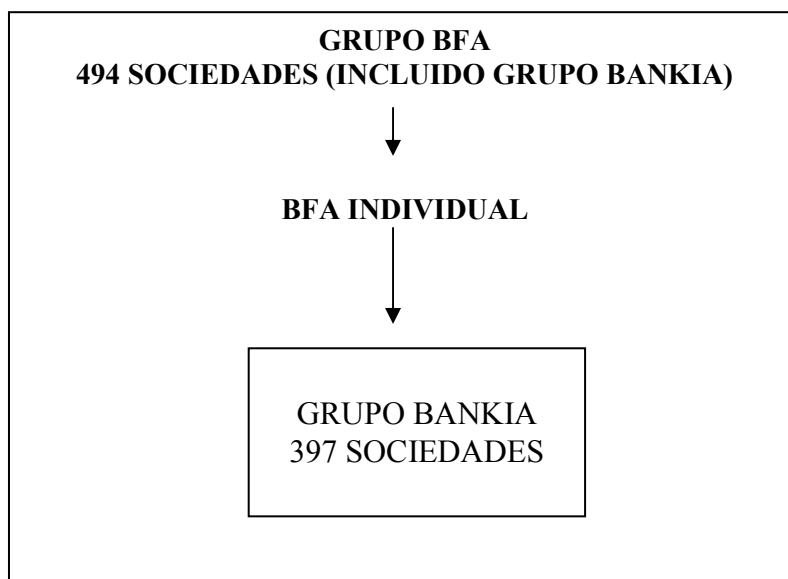 GRUPO BFA
494 SOCIEDADES (INCLUIDO GRUPO BANKIA)
BFA INDIVIDUAL
GRUPO BANKIA
397 SOCIEDADES